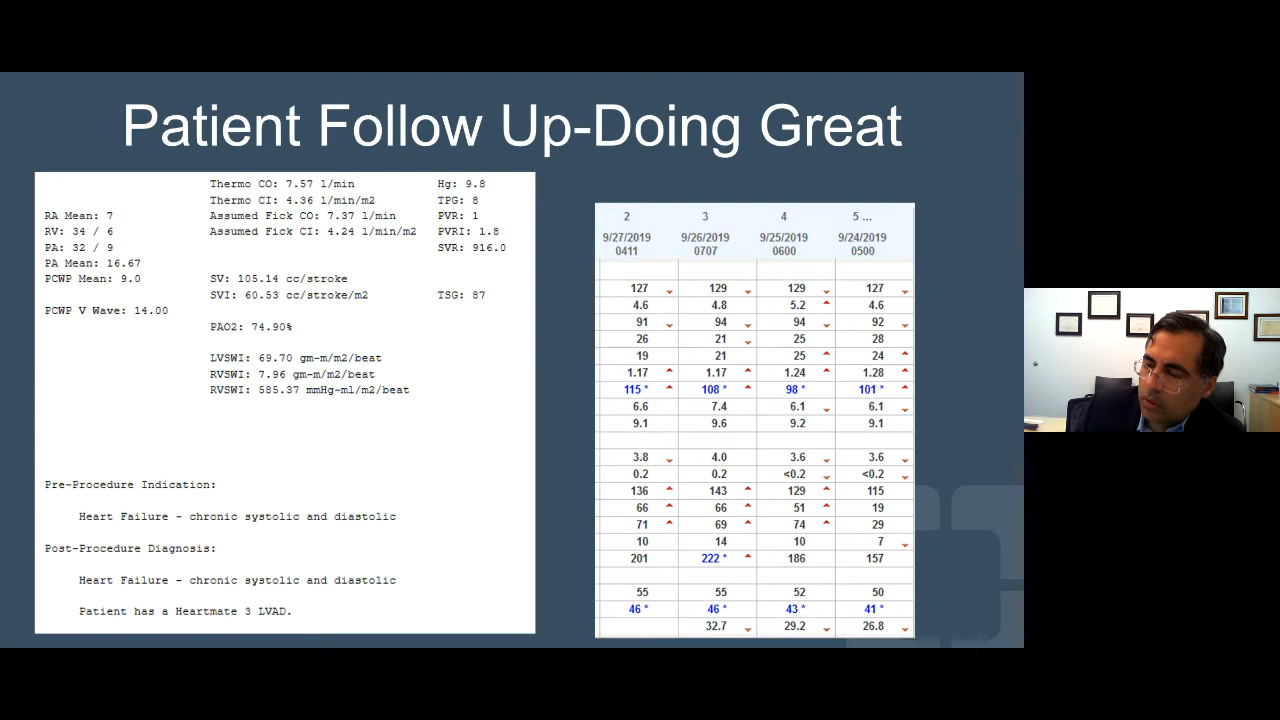 Patient Follow Up-Doing Great
Thermo CO: 7.57 l/min Hg: 9.8
Thermo CI: 4.36 l/min/m2 TPG: 8
RA Mean: 7 Assumed Fick CO: 7.37 l/min PVR: 1
RV: 34 / 6 Assumed Fick CI: 4.24 l/min/m2 PVRI: 1.8
PA: 32 / 9 SVR: 916.0
PA Mean: 16.67
PCWP Mean: 9.0 SV: 105.14 cc/stroke
SVI: 60.53 cc/stroke/m2 TSG: 87
PCWP V Wave: 14.00
PAO2: 74.90%
LVSWI: 69.70 gm-m/m2/beat
RVSWI: 7.96 gm-m/m2/beat
RVSWI: 585.37 mmHg-ml/m2/beat
Pre-Procedure Indication:
Heart Failure - chronic systolic and diastolic
Post-Procedure Diagnosis:
Heart Failure - chronic systolic and diastolic
Patient has a Heartmate 3 LVAD.
2 3 4 5 ...
9/27/2019 9/26/2019 9/25/2019 9/24/2019
0411 0707 0600 0500
127 129 129 127
4.6 4.8 5.2 4.6
91 94 94 92
26 21 25 28
19 21 25 24
1.17 1.17 1.24 1.28
115 * 108 * 98 * 101 *
6.6 7.4 6.1 6.1
9.1 9.6 9.2 9.1
3.8 4.0 3.6 3.6
0.2 0.2 <0.2 <0.2
136 143 129 115
66 66 51 19
71 69 74 29
10 14 10 7
201 222 * 186 157
55 55 52 50
46 * 46 * 43 * 41 *
32.7 29.2 26.8